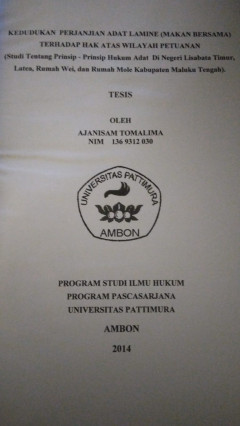 KEDUDUKAN PERJANJIAN ADAT LAMINE (MAKAN BERSAMA)
TERHADAP HAK ATAS WILAYAH PETUANAN
(Studi Tentang Prinsip - Prinsip Hukum Adat Di Negeri Lisabata Timur,
Latea, Rumah Wei, dan Rumah Sole Kabupaten Maluku Tengah).
TESIS
OLEH
AJANISAM TOMALIMA
NIM 136 9312 030
UNIVERSITAS PATTIMURA
AMBON
PROGRAM STUDI ILMU HUKUM
PROGRAM PASCASARJANA
UNIVERSITAS PATTIMURA
AMBON
2014